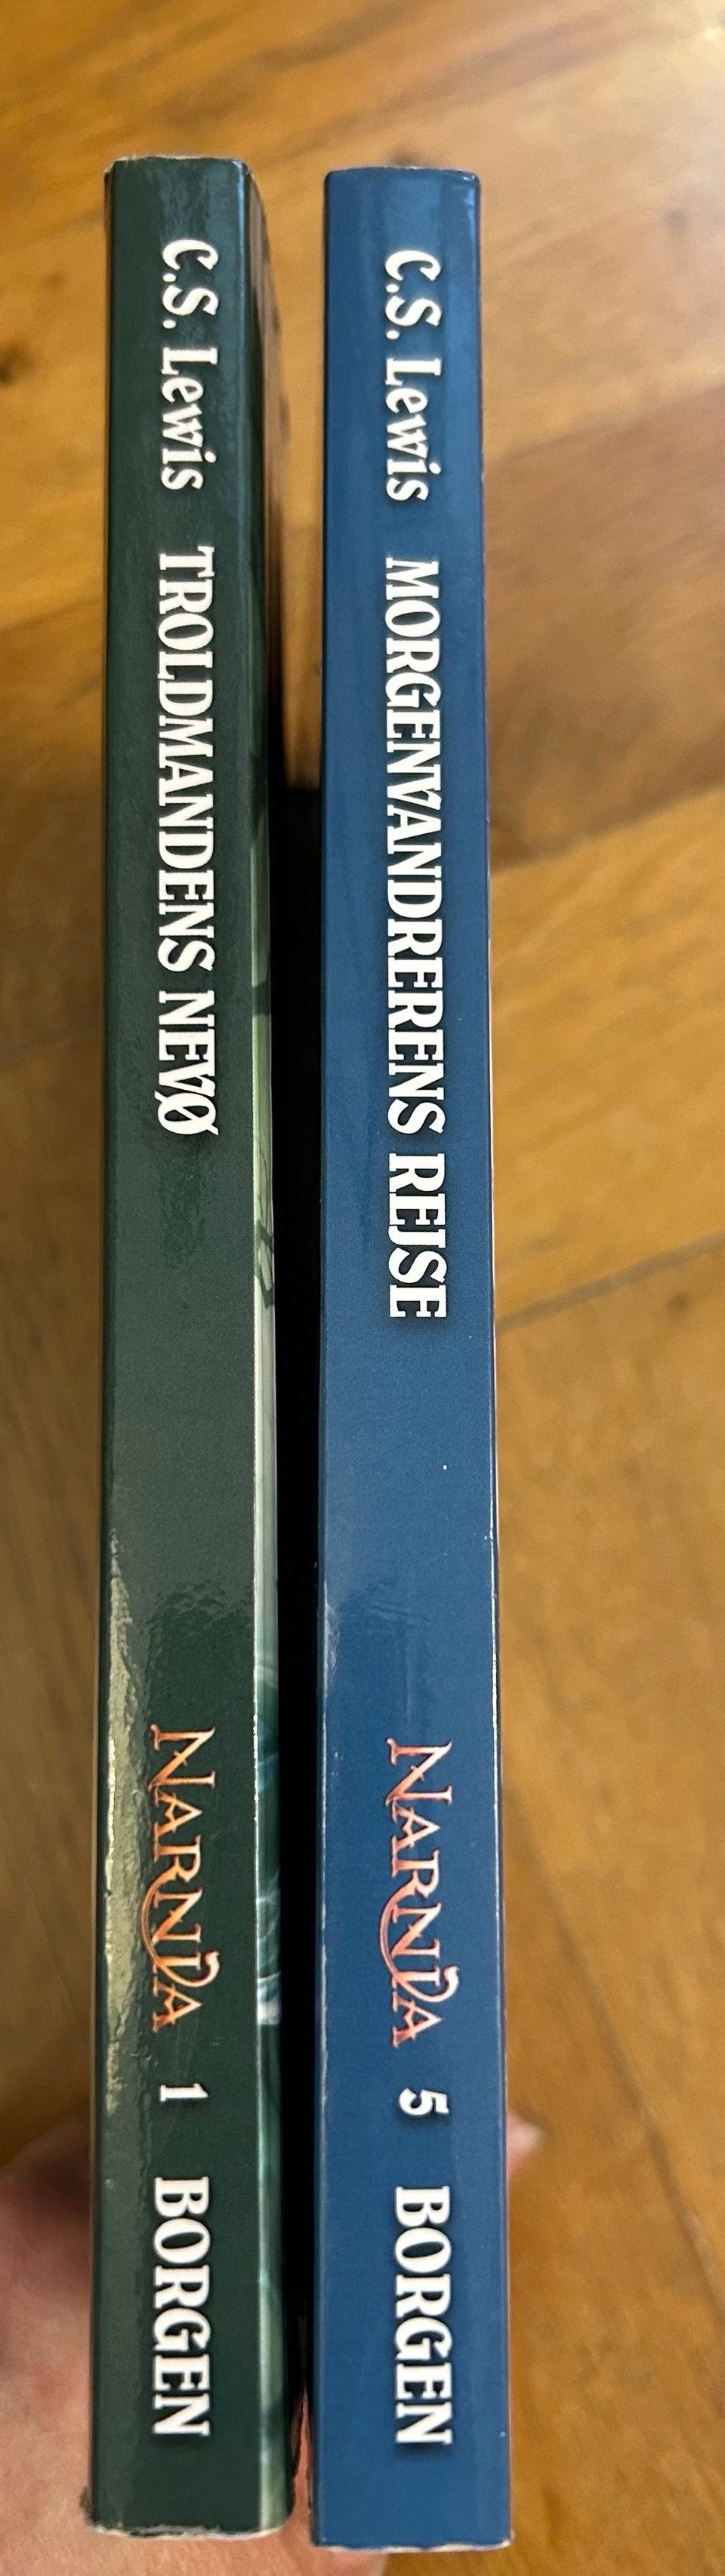 C.S. Lewis TROLDMANDENS NEVØ NARNIA 1 BORGEN
C.S. Lewis MORGENVANDRERENS REJSE NARNIA 5 BORGEN